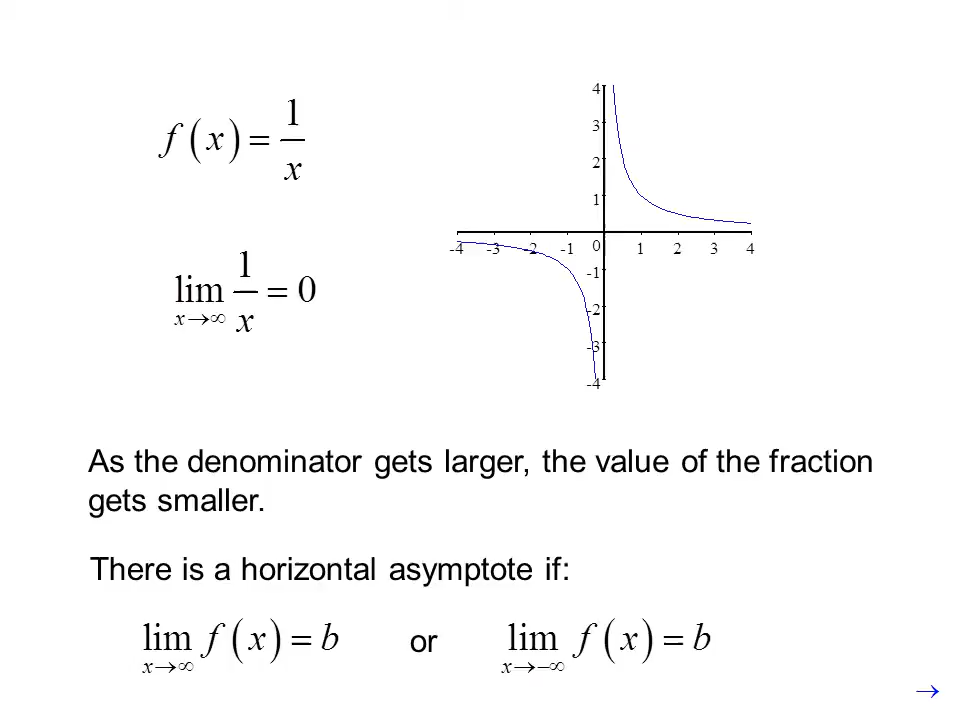 f(x) = 1/x
lim x→∞ 1/x = 0
4
3
2
1
-4 -3 -2 -1 0 1 2 3 4
-1
-2
-3
-4
As the denominator gets larger, the value of the fraction
gets smaller.
There is a horizontal asymptote if:
lim x→∞ f(x) = b or lim x→−∞ f(x) = b
→